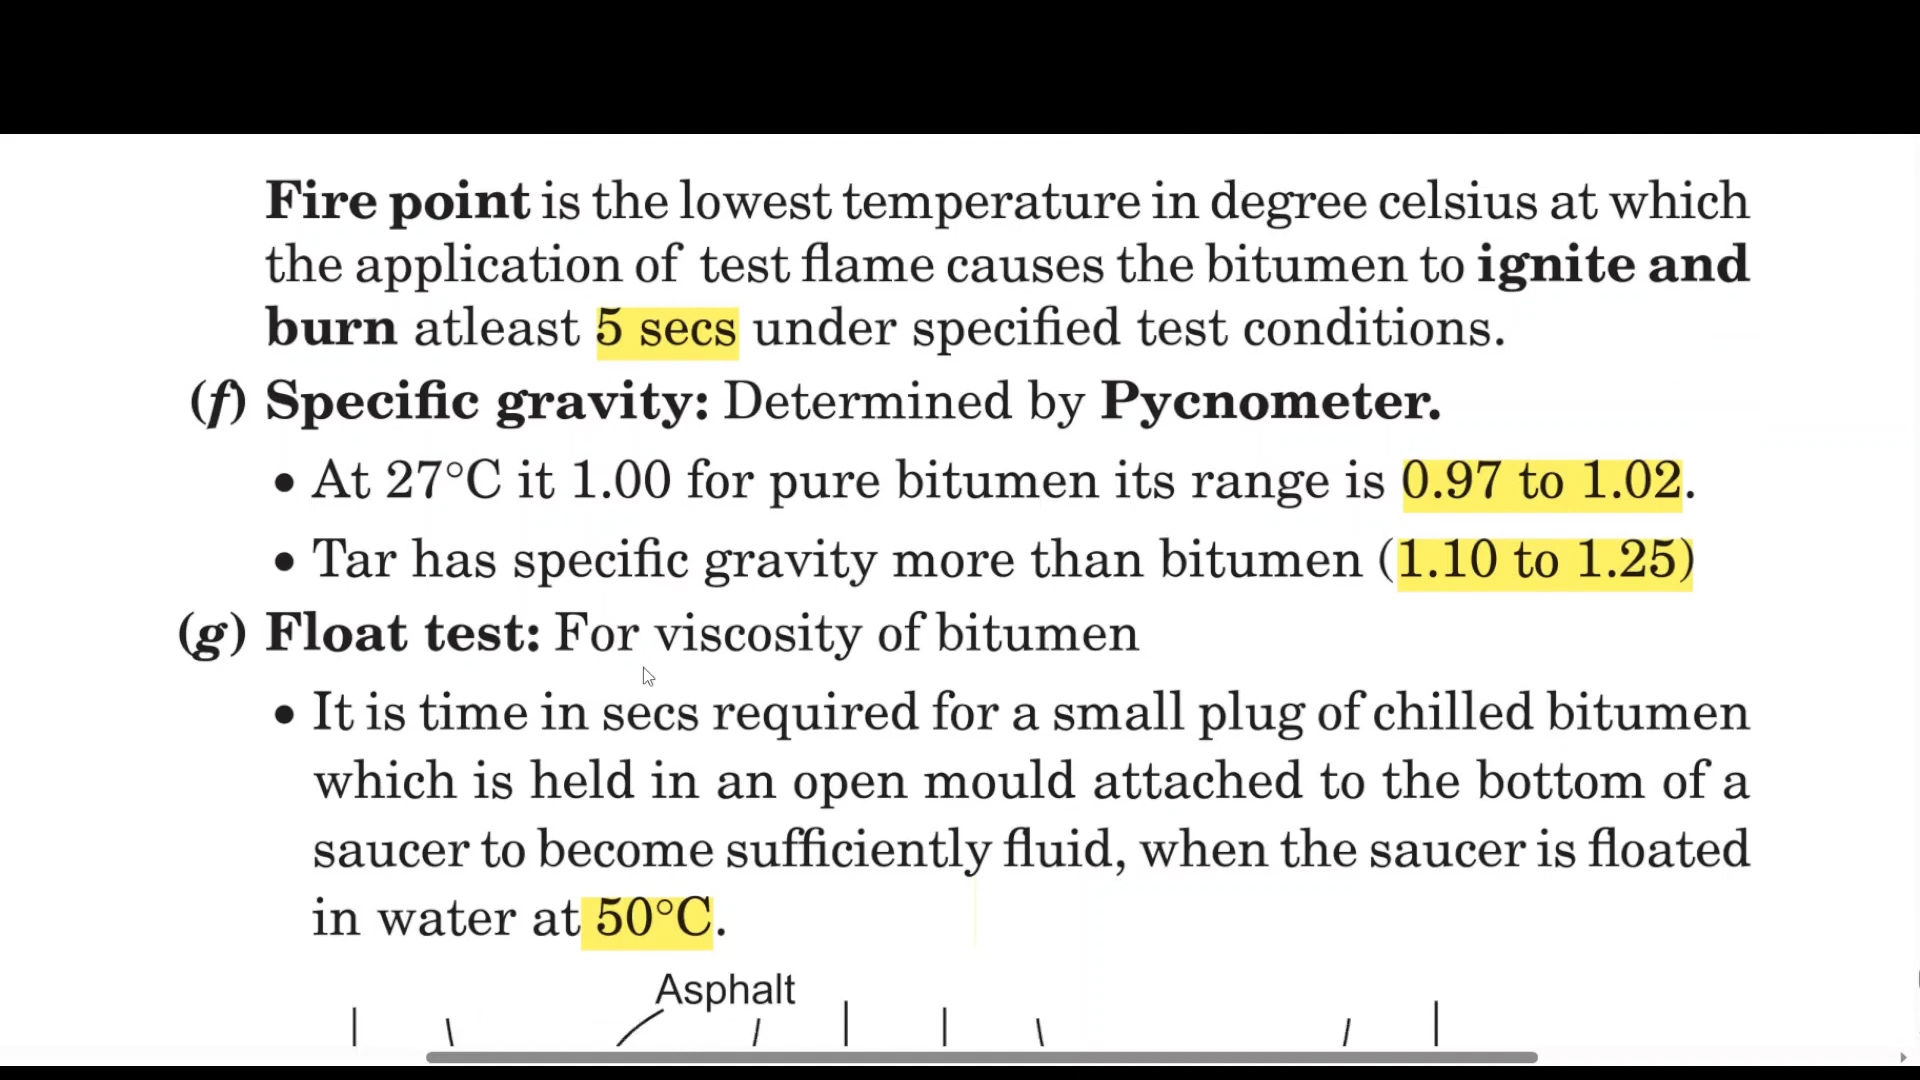 Fire point is the lowest temperature in degree celsius at which
the application of test flame causes the bitumen to ignite and
burn atleast 5 secs under specified test conditions.
(f) Specific gravity: Determined by Pycnometer.
• At 27°C it 1.00 for pure bitumen its range is 0.97 to 1.02.
• Tar has specific gravity more than bitumen (1.10 to 1.25)
(g) Float test: For viscosity of bitumen
• It is time in secs required for a small plug of chilled bitumen
which is held in an open mould attached to the bottom of a
saucer to become sufficiently fluid, when the saucer is floated
in water at 50°C.
Asphalt